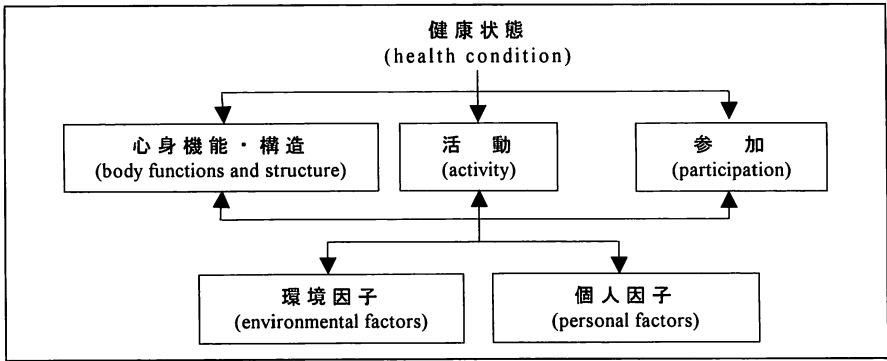 健康状態
(health condition)
心身機能・構造
(body functions and structure)
活動
(activity)
参加
(participation)
環境因子
(environmental factors)
個人因子
(personal factors)